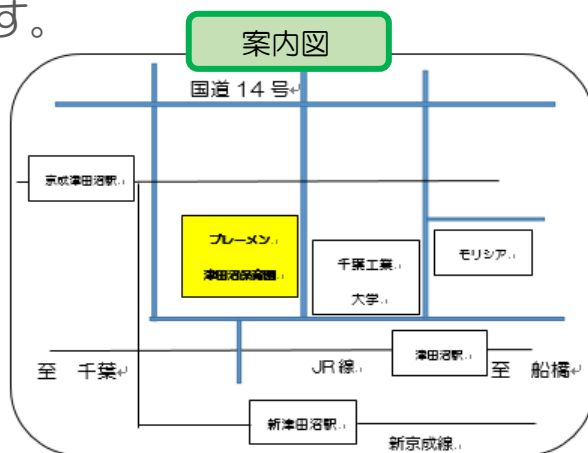 す。
案内図
国道14号↵
京成津田沼駅
ブレーメン
津田沼保育園
千葉工業
大学
モリシア
津田沼駅
至 千葉↵
JR線
至 船橋↵
新津田沼駅
新京成線